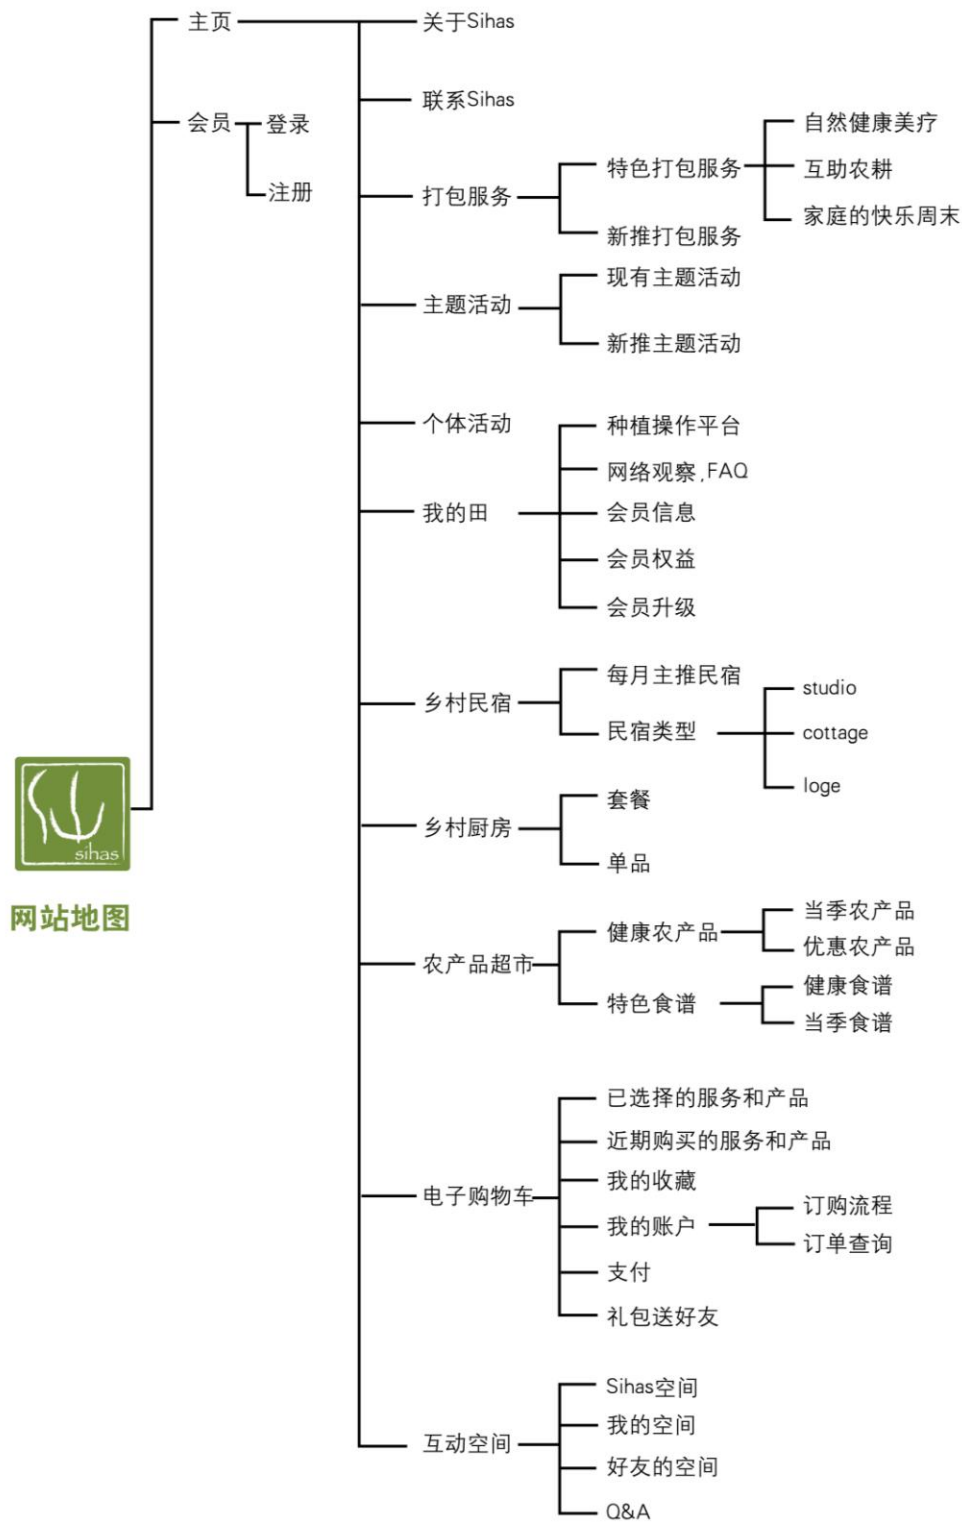 主页
会员
登录
注册
关于Sihas
联系Sihas
打包服务
特色打包服务
自然健康美疗
互助农耕
家庭的快乐周末
新推打包服务
主题活动
现有主题活动
新推主题活动
个体活动
我的田
种植操作平台
网络观察,FAQ
会员信息
会员权益
会员升级
乡村民宿
每月主推民宿
民宿类型
studio
cottage
loge
乡村厨房
套餐
单品
农产品超市
健康农产品
当季农产品
优惠农产品
特色食谱
健康食谱
当季食谱
电子购物车
已选择的服务和产品
近期购买的服务和产品
我的收藏
我的账户
订购流程
订单查询
支付
礼包送好友
互动空间
Sihas空间
我的空间
好友的空间
Q&A
sihas
网站地图